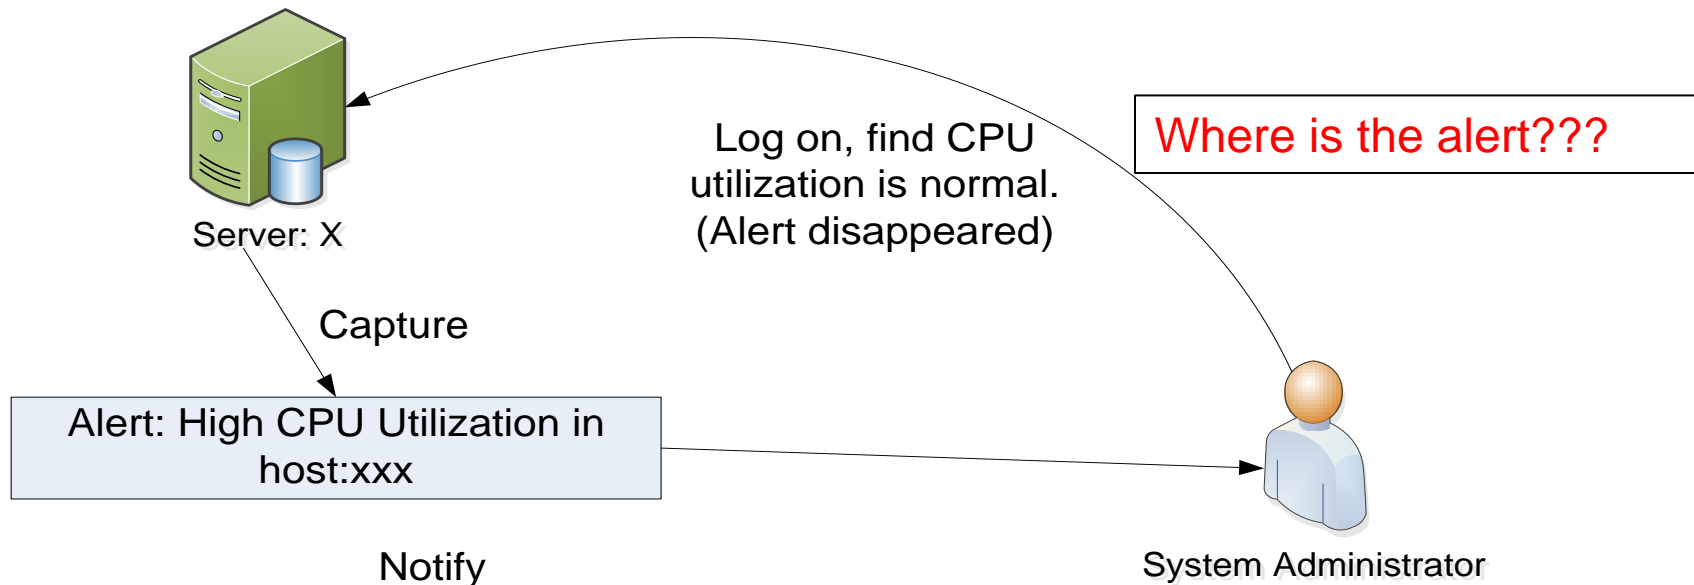 Server: X
Log on, find CPU
utilization is normal.
(Alert disappeared)
Where is the alert???
Capture
Alert: High CPU Utilization in
host:xxx
Notify
System Administrator